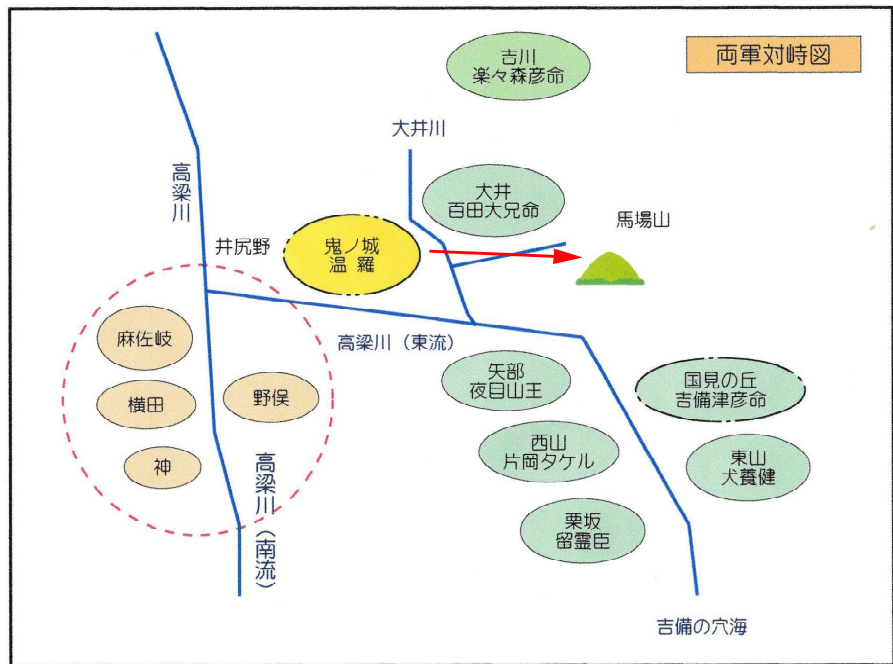 両軍対峙図
吉川
楽々森彦命
大井川
大井
百田大兄命
高梁川
井尻野
鬼ノ城
温 羅
馬場山
麻佐岐
横田
野俣
神
高梁川(東流)
矢部
夜目山王
国見の丘
吉備津彦命
西山
片岡タケル
東山
犬養健
栗坂
留霊臣
高梁川(南流)
吉備の穴海